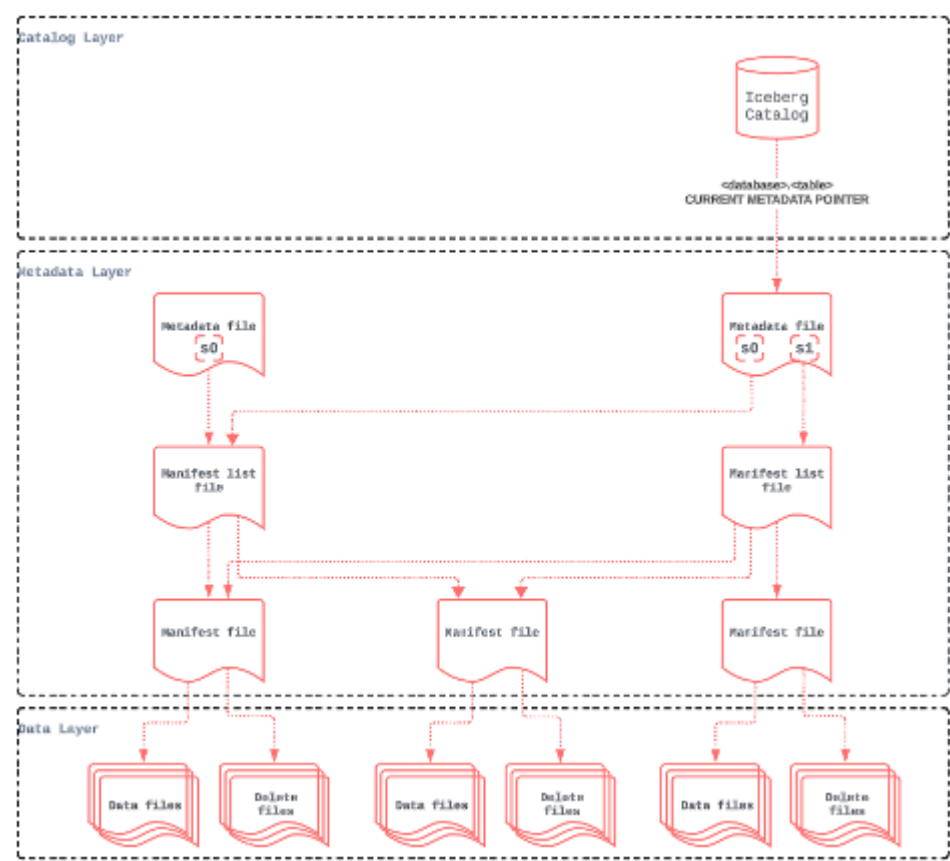 Catalog Layer
Iceberg
Catalog
<database>.<table>
CURRENT METADATA POINTER
Metadata Layer
Metadata file
s0
Metadata file
s0 s1
Manifest list
file
Manifest list
file
Manifest file
Manifest file
Manifest file
Data Layer
Data files
Delete
files
Data files
Delete
files
Data files
Delete
files